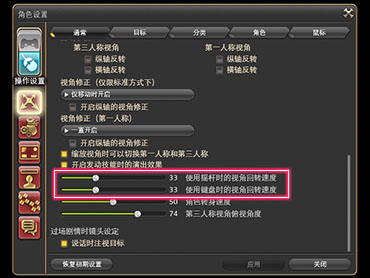 角色设置
通常 目标 分类 角色 鼠标
操作设置
第三人称视角 第一人称视角
纵轴反转 纵轴反转
横轴反转 横轴反转
视角修正（仅限标准方式下）
仅移动时开启
开启纵轴的视角修正
视角修正（第一人称）
一直开启
开启纵轴的视角修正
缩放视角时可以切换第一人称和第三人称
开启发动技能时的演出效果
33 使用摇杆时的视角回转速度
33 使用键盘时的视角回转速度
50 角色转身速度
74 第三人称视角俯视角度
过场剧情时镜头设定
说话时注视目标
恢复初期设置 应用 关闭